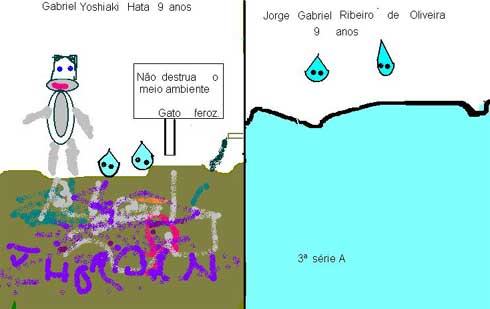 Gabriel Yoshiaki Hata 9 anos
Não destrua o
meio ambiente
Gato feroz.
Jorge Gabriel Ribeiro de Oliveira
9 anos
3ª série A